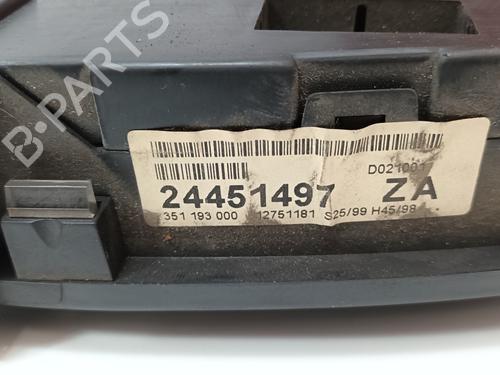 B-PARTS
D021001
24451497 ZA
351 193 000 12751181 S25/99 H45/98